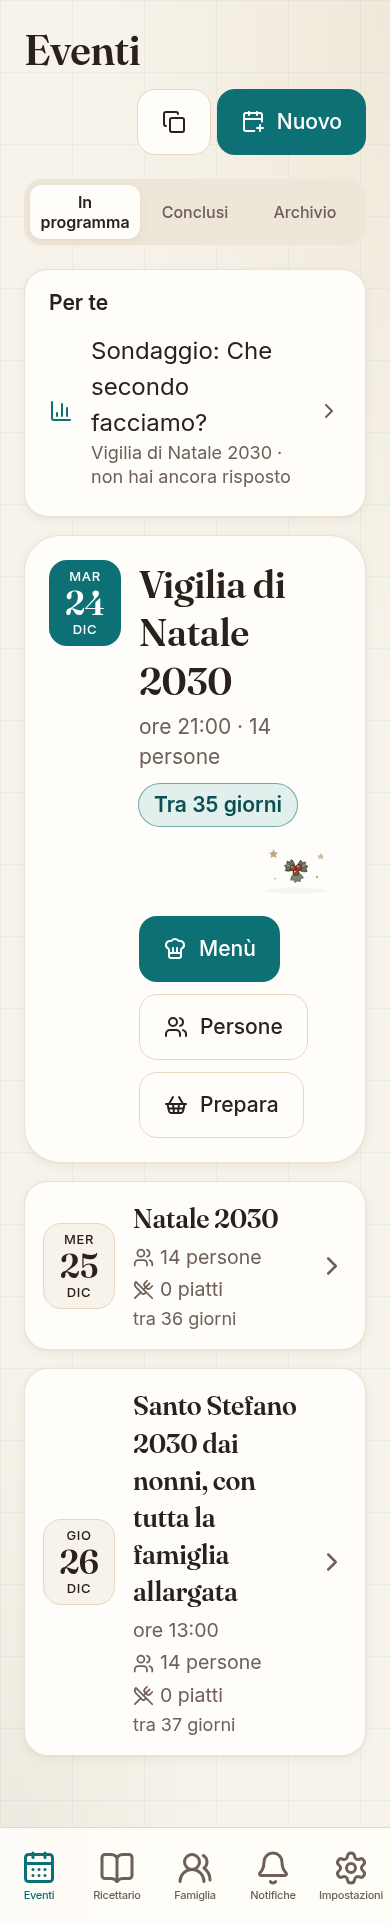 Eventi
Nuovo
In
programma
Conclusi
Archivio
Per te
Sondaggio: Che
secondo
facciamo?
Vigilia di Natale 2030 ·
non hai ancora risposto
MAR
24
DIC
Vigilia di
Natale
2030
ore 21:00 · 14
persone
Tra 35 giorni
Menù
Persone
Prepara
MER
25
DIC
Natale 2030
14 persone
0 piatti
tra 36 giorni
GIO
26
DIC
Santo Stefano
2030 dai
nonni, con
tutta la
famiglia
allargata
ore 13:00
14 persone
0 piatti
tra 37 giorni
Eventi
Ricettario
Famiglia
Notifiche
Impostazioni